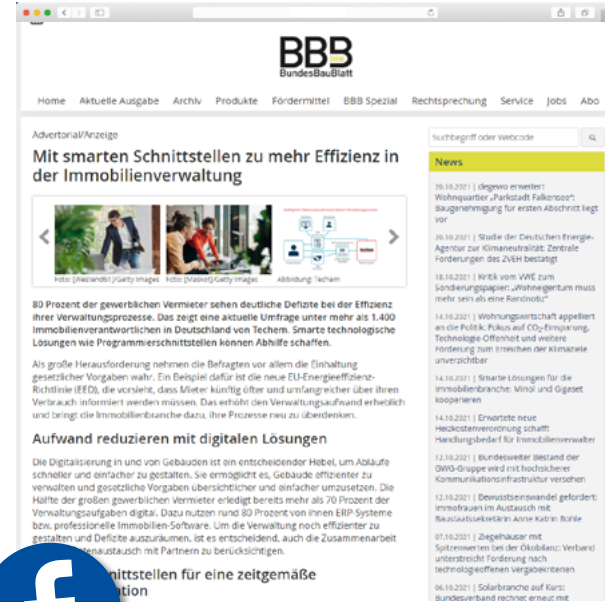 BBB
BundesBauBlatt
Home Aktuelle Ausgabe Archiv Produkte Fördermittel BBB Spezial Rechtsprechung Service Jobs Abo
Advertorial/Anzeige
Mit smarten Schnittstellen zu mehr Effizienz in
der Immobilienverwaltung
Foto: [Westend61]/Getty Images Foto: [Maskot]/Getty Images Abbildung: Techem
80 Prozent der gewerblichen Vermieter sehen deutliche Defizite bei der Effizienz
ihrer Verwaltungsprozesse. Das zeigt eine aktuelle Umfrage unter mehr als 1.400
Immobilienverantwortlichen in Deutschland von Techem. Smarte technologische
Lösungen wie Programmierschnittstellen können Abhilfe schaffen.
Als große Herausforderung nehmen die Befragten vor allem die Einhaltung
gesetzlicher Vorgaben wahr. Ein Beispiel dafür ist die neue EU-Energieeffizienz-
Richtlinie (EED), die vorsieht, dass Mieter künftig öfter und umfangreicher über ihren
Verbrauch informiert werden müssen. Das erhöht den Verwaltungsaufwand erheblich
und bringt die Immobilienbranche dazu, ihre Prozesse neu zu überdenken.
Aufwand reduzieren mit digitalen Lösungen
Die Digitalisierung in und von Gebäuden ist ein entscheidender Hebel, um Abläufe
schneller und einfacher zu gestalten. Sie ermöglicht es, Gebäude effizienter zu
verwalten und gesetzliche Vorgaben übersichtlicher und einfacher umzusetzen. Die
Hälfte der großen gewerblichen Vermieter erledigt bereits mehr als 70 Prozent der
Verwaltungsaufgaben digital. Dazu nutzen rund 80 Prozent von ihnen ERP-Systeme
bzw. professionelle Immobilien-Software. Um die Verwaltung noch effizienter zu
gestalten und Defizite auszuräumen, ist es entscheidend, auch die Zusammenarbeit
tenaustausch mit Partnern zu berücksichtigen.
nittstellen für eine zeitgemäße
ation
Suchbegriff oder Webcode
News
20.10.2021 | degewo erweitert
Wohnquartier „Parkstadt Falkensee“:
Baugenehmigung für ersten Abschnitt liegt
vor
20.10.2021 | Studie der Deutschen Energie-
Agentur zur Klimaneutralität: Zentrale
Forderungen des ZVEH bestätigt
18.10.2021 | Kritik vom VWE zum
Sondierungspapier: „Wohneigentum muss
mehr sein als eine Randnotiz“
14.10.2021 | Wohnungswirtschaft appelliert
an die Politik: Fokus auf CO₂-Einsparung,
Technologie-Offenheit und weitere
Förderung zum Erreichen der Klimaziele
unverzichtbar
14.10.2021 | Smarte Lösungen für die
Immobilienbranche: Minol und Gigaset
kooperieren
14.10.2021 | Erwartete neue
Heizkostenverordnung schafft
Handlungsbedarf für Immobilienverwalter
12.10.2021 | Bundesweiter Bestand der
GWG-Gruppe wird mit hochsicherer
Kommunikationsinfrastruktur versehen
12.10.2021 | Bewusstseinswandel gefordert:
Immofrauen im Austausch mit
Baustaatssekretärin Anne Katrin Bohle
07.10.2021 | Ziegelhäuser mit
Spitzenwerten bei der Ökobilanz: Verband
unterstreicht Forderung nach
technologieoffenen Vergabekriterien
06.10.2021 | Solarbranche auf Kurs:
Bundesverband rechnet erneut mit